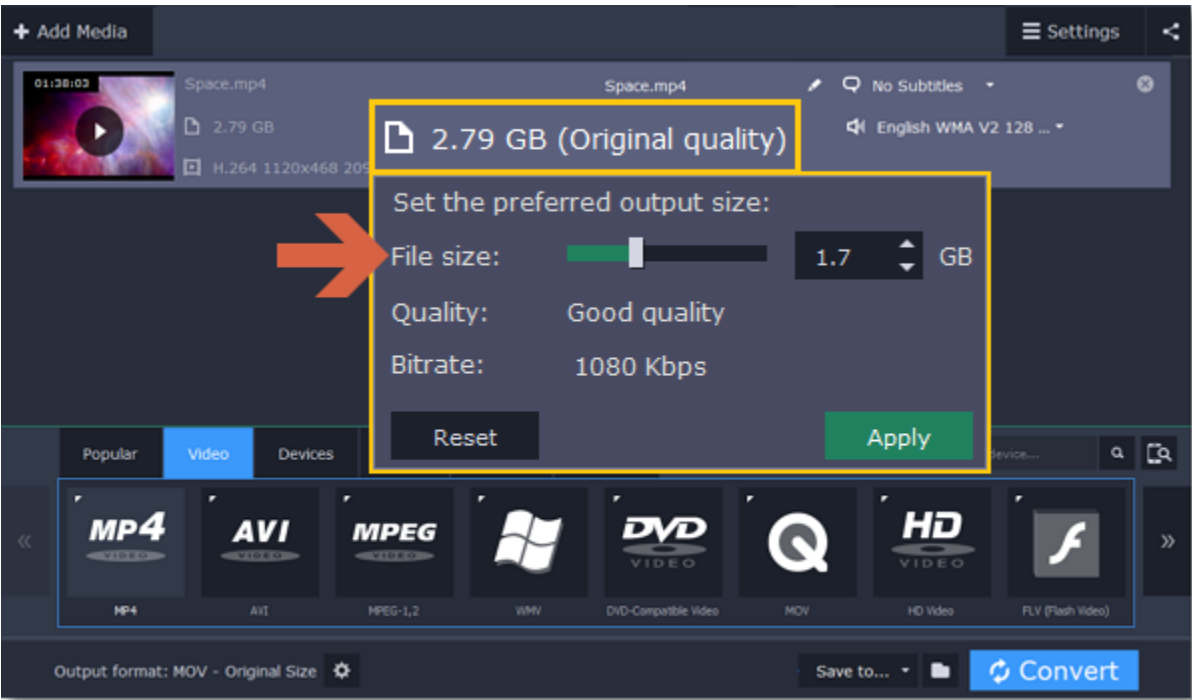 Add Media
Settings
01:38:03
Space.mp4
Space.mp4
No Subtitles
2.79 GB
2.79 GB (Original quality)
English WMA V2 128 ...
H.264 1120x468 209
Set the preferred output size:
File size:
1.7
GB
Quality:
Good quality
Bitrate:
1080 Kbps
Reset
Apply
Popular
Video
Devices
device...
MP4
VIDEO
AVI
VIDEO
MPEG
VIDEO
DVD
VIDEO
HD
VIDEO
MP4
AVI
MPEG-1,2
WMV
DVD-Compatible Video
MOV
HD Video
FLV (Flash Video)
Output format: MOV - Original Size
Save to...
Convert